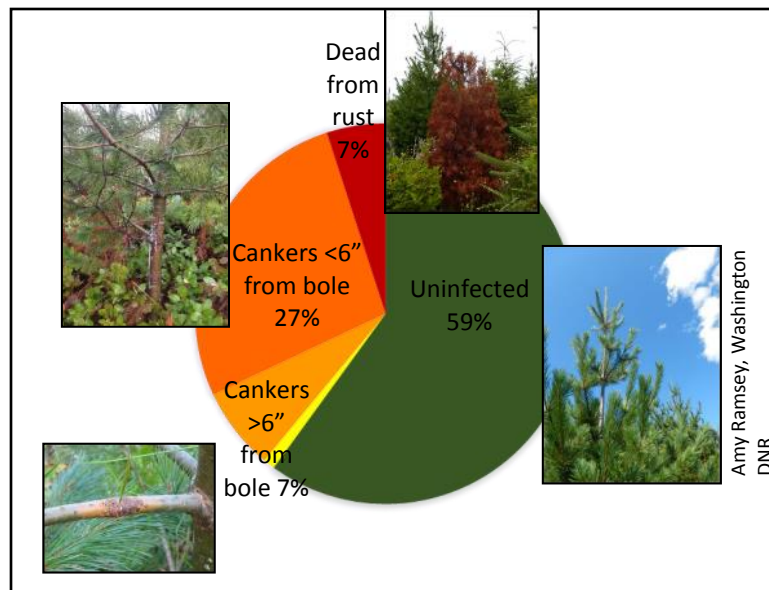 Dead
from
rust
7%
Cankers <6”
from bole
27%
Uninfected
59%
Cankers
>6”
from
bole 7%
Amy Ramsey, Washington
DNR